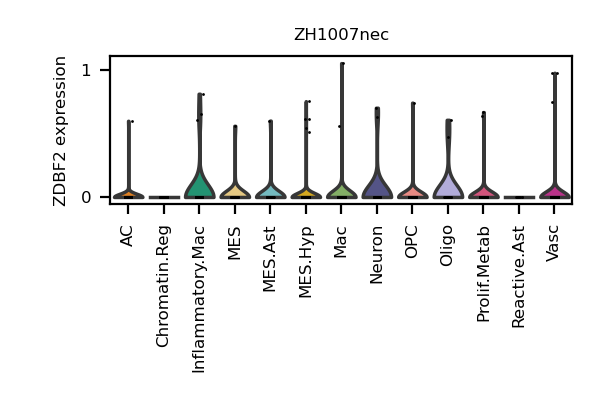 ZH1007nec
ZDBF2 expression
1
0
AC
Chromatin.Reg
Inflammatory.Mac
MES
MES.Ast
MES.Hyp
Mac
Neuron
OPC
Oligo
Prolif.Metab
Reactive.Ast
Vasc